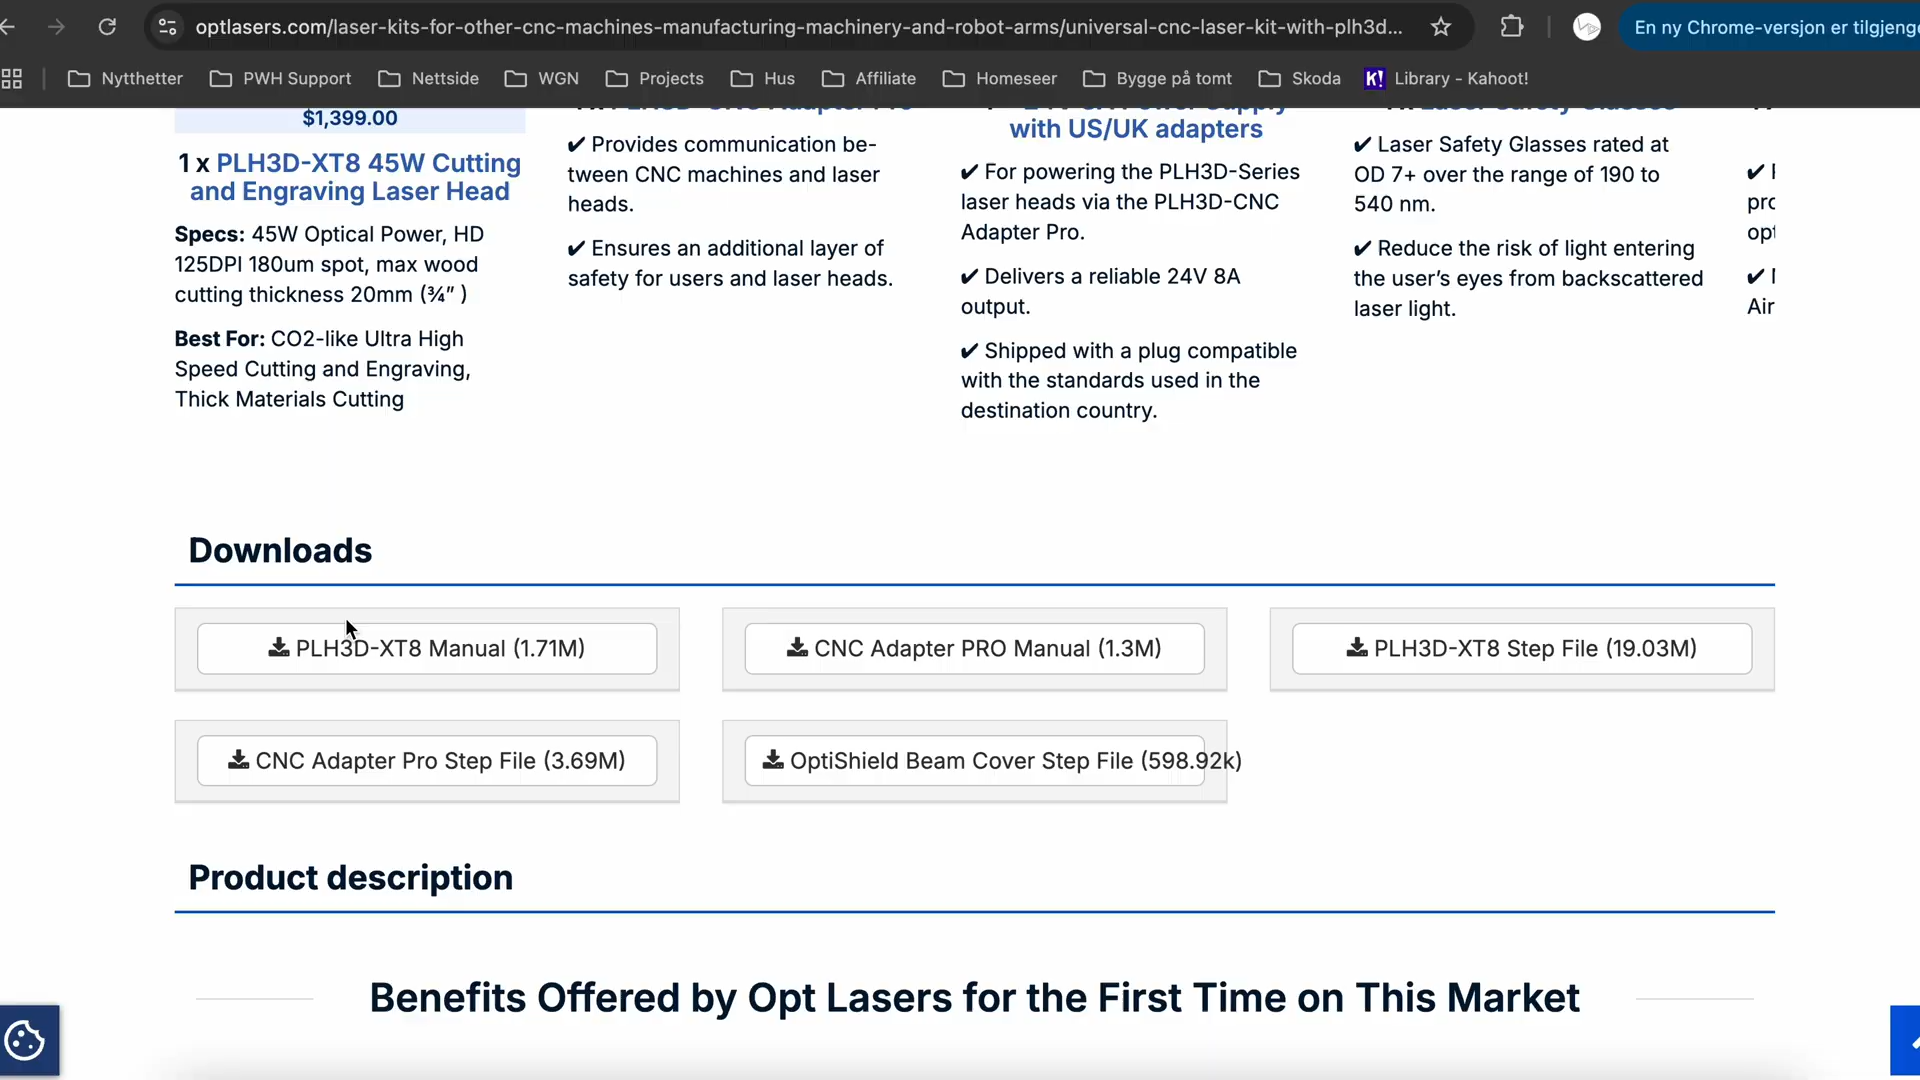 optlasers.com/laser-kits-for-other-cnc-machines-manufacturing-machinery-and-robot-arms/universal-cnc-laser-kit-with-plh3d...
En ny Chrome-versjon er tilgjenge
Nytthetter
PWH Support
Nettside
WGN
Projects
Hus
Affiliate
Homeseer
Bygge på tomt
Skoda
K! Library - Kahoot!
$1,399.00
1 x PLH3D-XT8 45W Cutting
and Engraving Laser Head
Specs: 45W Optical Power, HD
125DPI 180um spot, max wood
cutting thickness 20mm (¾” )
Best For: CO2-like Ultra High
Speed Cutting and Engraving,
Thick Materials Cutting
✔ Provides communication be-
tween CNC machines and laser
heads.
✔ Ensures an additional layer of
safety for users and laser heads.
with US/UK adapters
✔ For powering the PLH3D-Series
laser heads via the PLH3D-CNC
Adapter Pro.
✔ Delivers a reliable 24V 8A
output.
✔ Shipped with a plug compatible
with the standards used in the
destination country.
✔ Laser Safety Glasses rated at
OD 7+ over the range of 190 to
540 nm.
✔ Reduce the risk of light entering
the user’s eyes from backscattered
laser light.
✔
pro
opt
✔
Air
Downloads
PLH3D-XT8 Manual (1.71M)
CNC Adapter PRO Manual (1.3M)
PLH3D-XT8 Step File (19.03M)
CNC Adapter Pro Step File (3.69M)
OptiShield Beam Cover Step File (598.92k)
Product description
Benefits Offered by Opt Lasers for the First Time on This Market